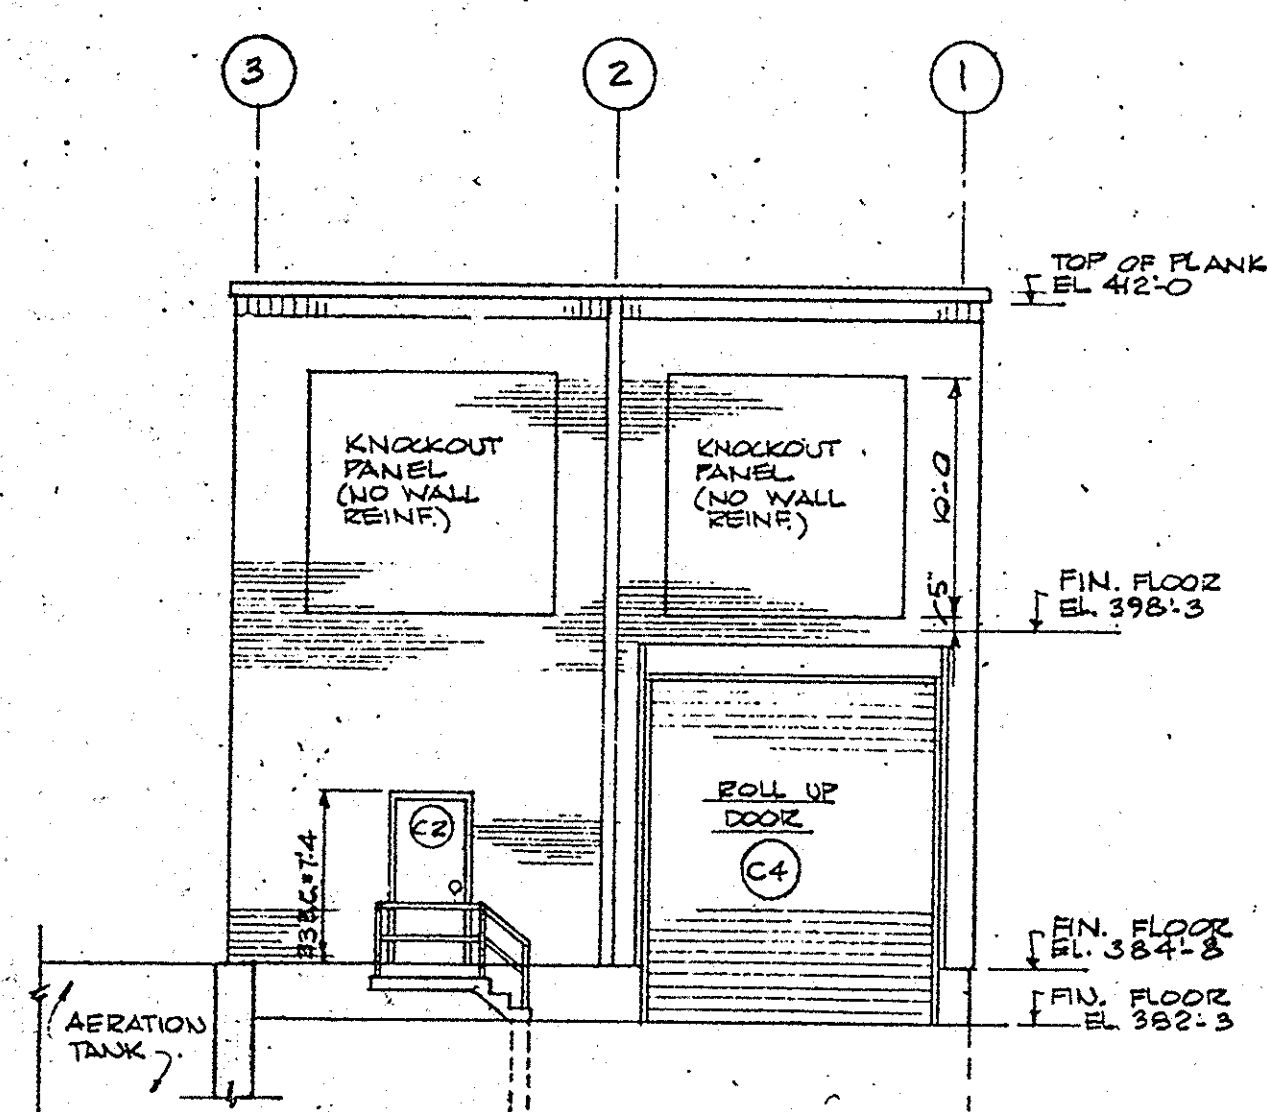 3
2
1
TOP OF PLANK
EL 412'-0
KNOCKOUT
PANEL
(NO WALL
REINF.)
KNOCKOUT
PANEL
(NO WALL
REINF.)
10'-0
FIN. FLOOR
EL. 398'-3
C2
ROLL UP
DOOR
C4
FIN. FLOOR
EL. 384'-8
FIN. FLOOR
EL. 382'-3
AERATION
TANK